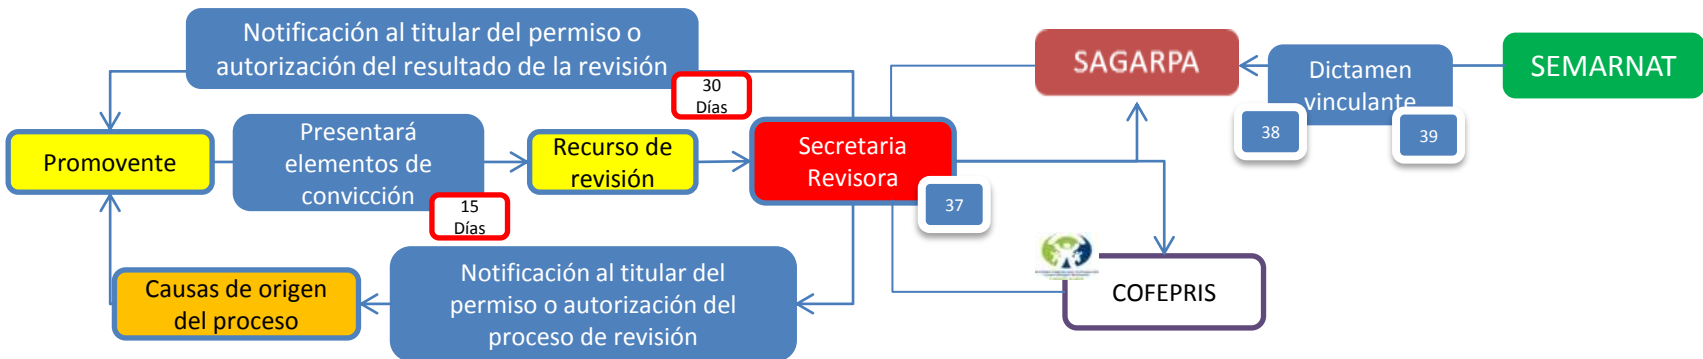 Notificación al titular del permiso o
autorización del resultado de la revisión
30
Días
SAGARPA
Dictamen
vinculante
38
39
SEMARNAT
Promovente
Presentará
elementos de
convicción
15
Días
Recurso de
revisión
Secretaria
Revisora
37
Causas de origen
del proceso
Notificación al titular del
permiso o autorización del
proceso de revisión
COFEPRIS